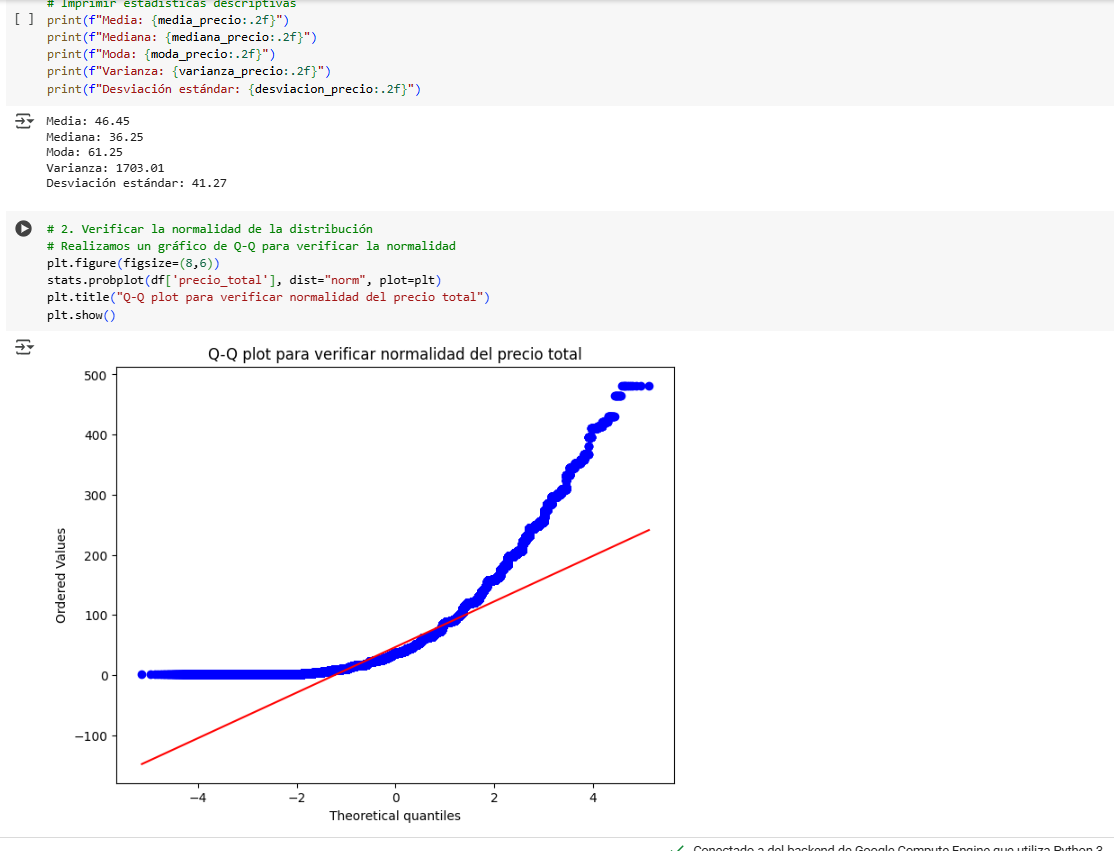 # Imprimir estadísticas descriptivas
[ ] print(f"Media: {media_precio:.2f}")
print(f"Mediana: {mediana_precio:.2f}")
print(f"Moda: {moda_precio:.2f}")
print(f"Varianza: {varianza_precio:.2f}")
print(f"Desviación estándar: {desviacion_precio:.2f}")
Media: 46.45
Mediana: 36.25
Moda: 61.25
Varianza: 1703.01
Desviación estándar: 41.27
# 2. Verificar la normalidad de la distribución
# Realizamos un gráfico de Q-Q para verificar la normalidad
plt.figure(figsize=(8,6))
stats.probplot(df['precio_total'], dist="norm", plot=plt)
plt.title("Q-Q plot para verificar normalidad del precio total")
plt.show()
Q-Q plot para verificar normalidad del precio total
500
400
300
200
100
0
−100
Ordered Values
−4 −2 0 2 4
Theoretical quantiles
Conectado a del backend de Google Compute Engine que utiliza Python 3